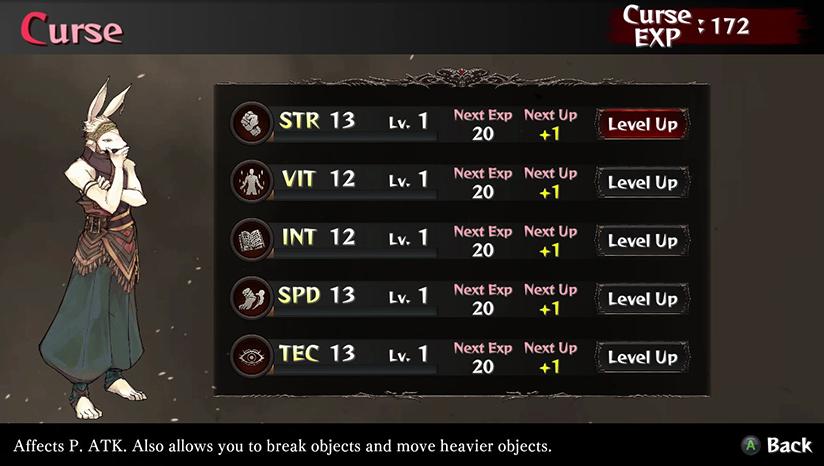 Curse
Curse EXP : 172
STR 13 Lv. 1 Next Exp 20 Next Up +1 Level Up
VIT 12 Lv. 1 Next Exp 20 Next Up +1 Level Up
INT 12 Lv. 1 Next Exp 20 Next Up +1 Level Up
SPD 13 Lv. 1 Next Exp 20 Next Up +1 Level Up
TEC 13 Lv. 1 Next Exp 20 Next Up +1 Level Up
Affects P. ATK. Also allows you to break objects and move heavier objects.
A Back